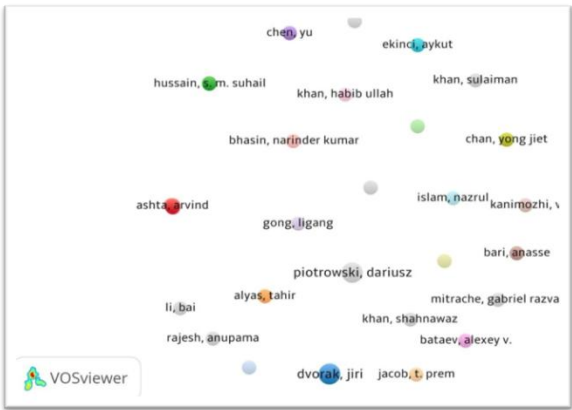 chen, yu
ekinci, aykut
hussain, s. m. suhail
khan, sulaiman
khan, habib ullah
bhasin, narinder kumar
chan, yong jiet
islam, nazrul
kanimozhi,
ashta, arvind
gong, ligang
bari, anasse
piotrowski, dariusz
alyas, tahir
mitrache, gabriel razva
li, bai
khan, shahnawaz
rajesh, anupama
bataev, alexey v.
dvorak, jiri
jacob, t. prem
VOSviewer